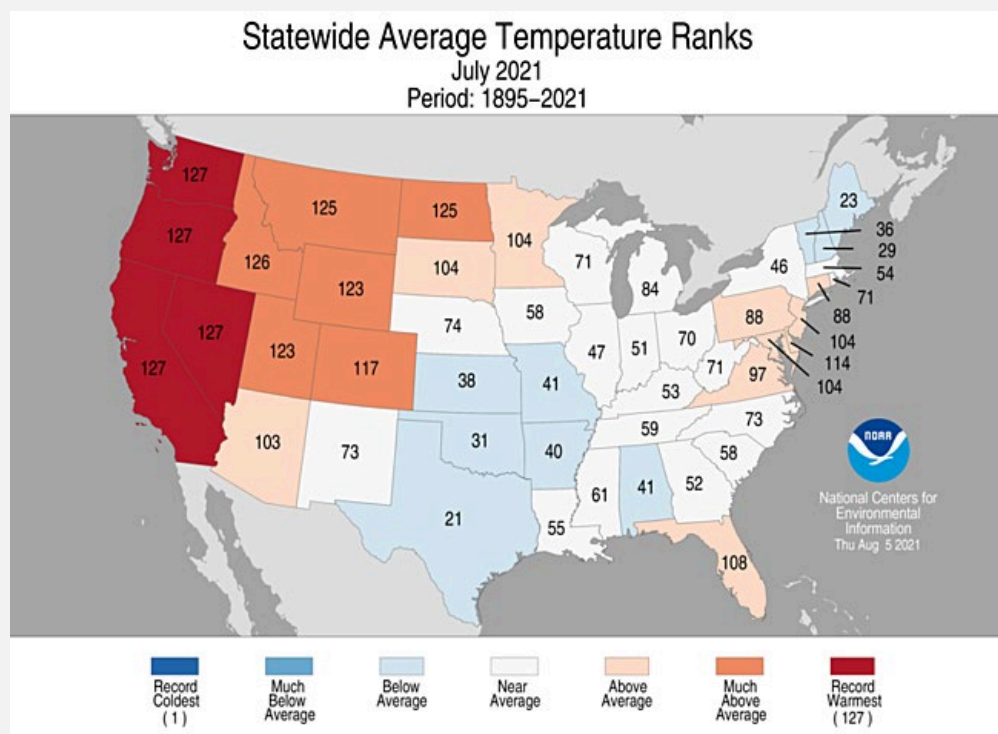 Statewide Average Temperature Ranks
July 2021
Period: 1895–2021
127
125
125
104
23
127
126
104
71
36
29
123
46
54
84
71
127
74
58
88
88
123
47
51
70
104
127
117
71
114
38
41
97
104
53
103
73
31
40
59
73
58
21
61
41
52
55
108
NOAA
National Centers for
Environmental
Information
Thu Aug 5 2021
Record
Coldest
(1)
Much
Below
Average
Below
Average
Near
Average
Above
Average
Much
Above
Average
Record
Warmest
(127)